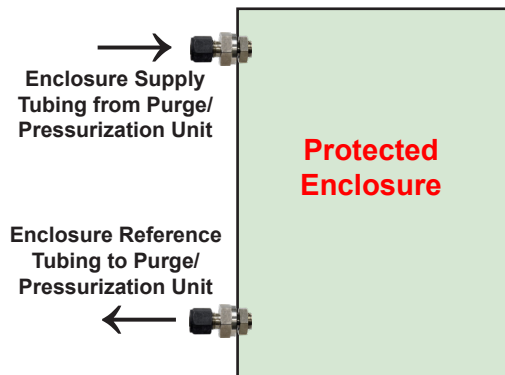 Enclosure Supply
Tubing from Purge/
Pressurization Unit
Protected
Enclosure
Enclosure Reference
Tubing to Purge/
Pressurization Unit